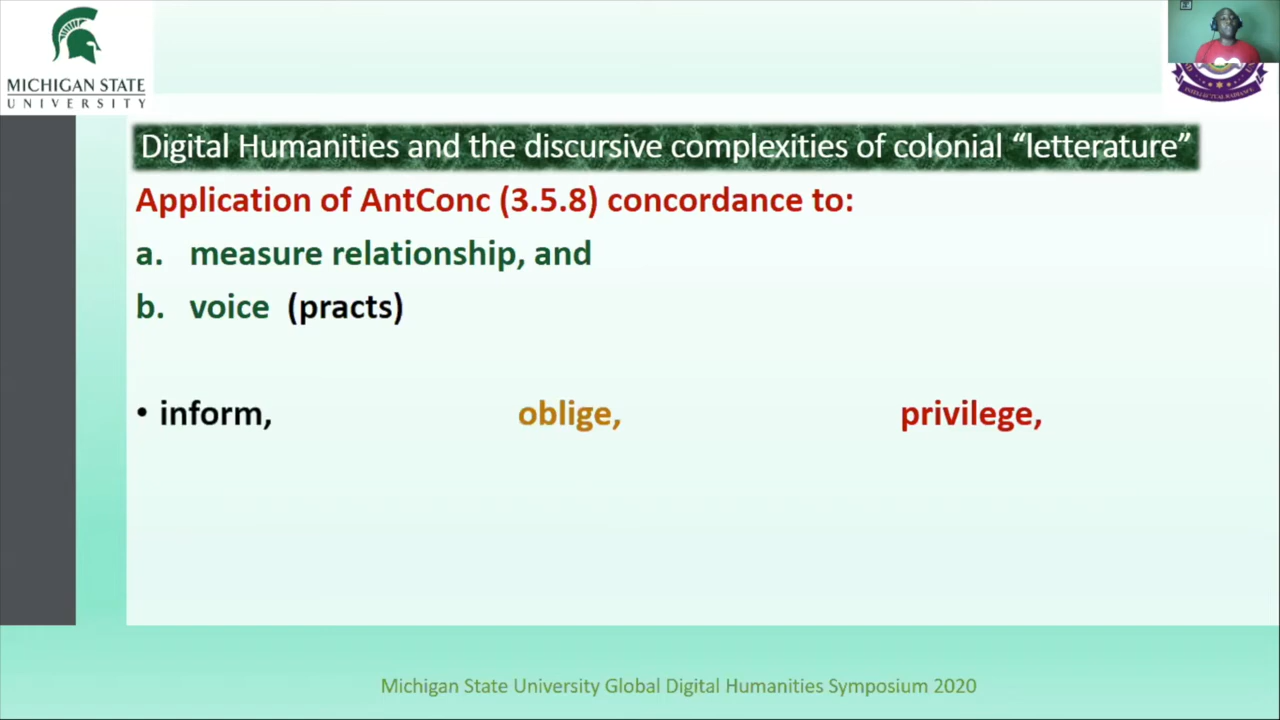 MICHIGAN STATE
UNIVERSITY
Digital Humanities and the discursive complexities of colonial “letterature”
Application of AntConc (3.5.8) concordance to:
a. measure relationship, and
b. voice (practs)
• inform, oblige, privilege,
Michigan State University Global Digital Humanities Symposium 2020